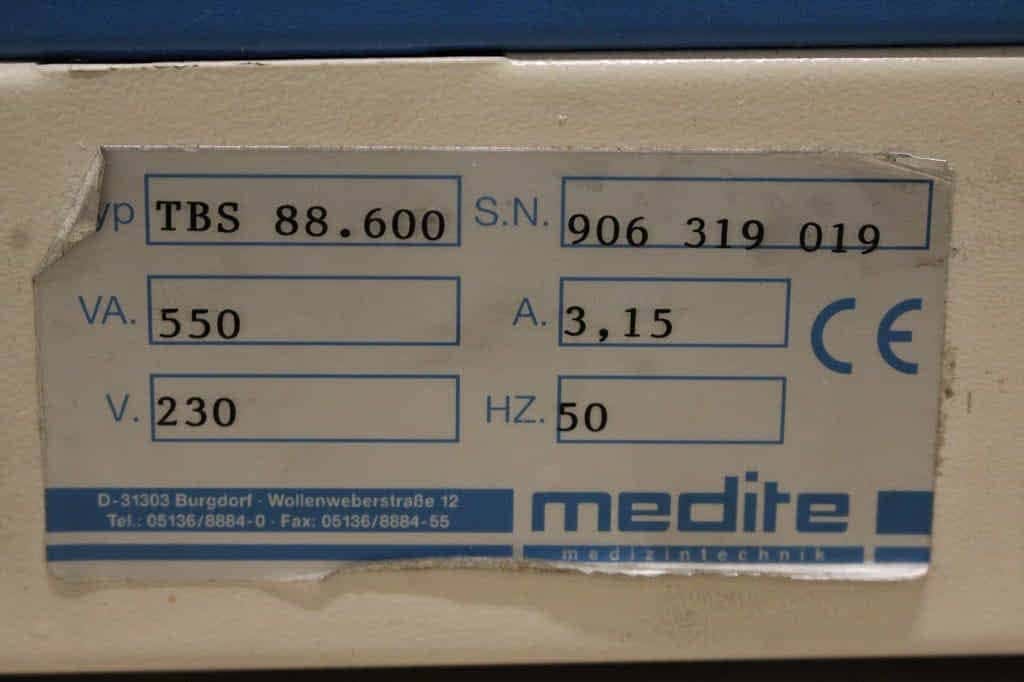 yp TBS 88.600 S.N. 906 319 019
VA. 550 A. 3,15 CE
V. 230 HZ. 50
D-31303 Burgdorf · Wollenweberstraße 12
Tel.: 05136/8884-0 · Fax: 05136/8884-55
medite
medizintechnik